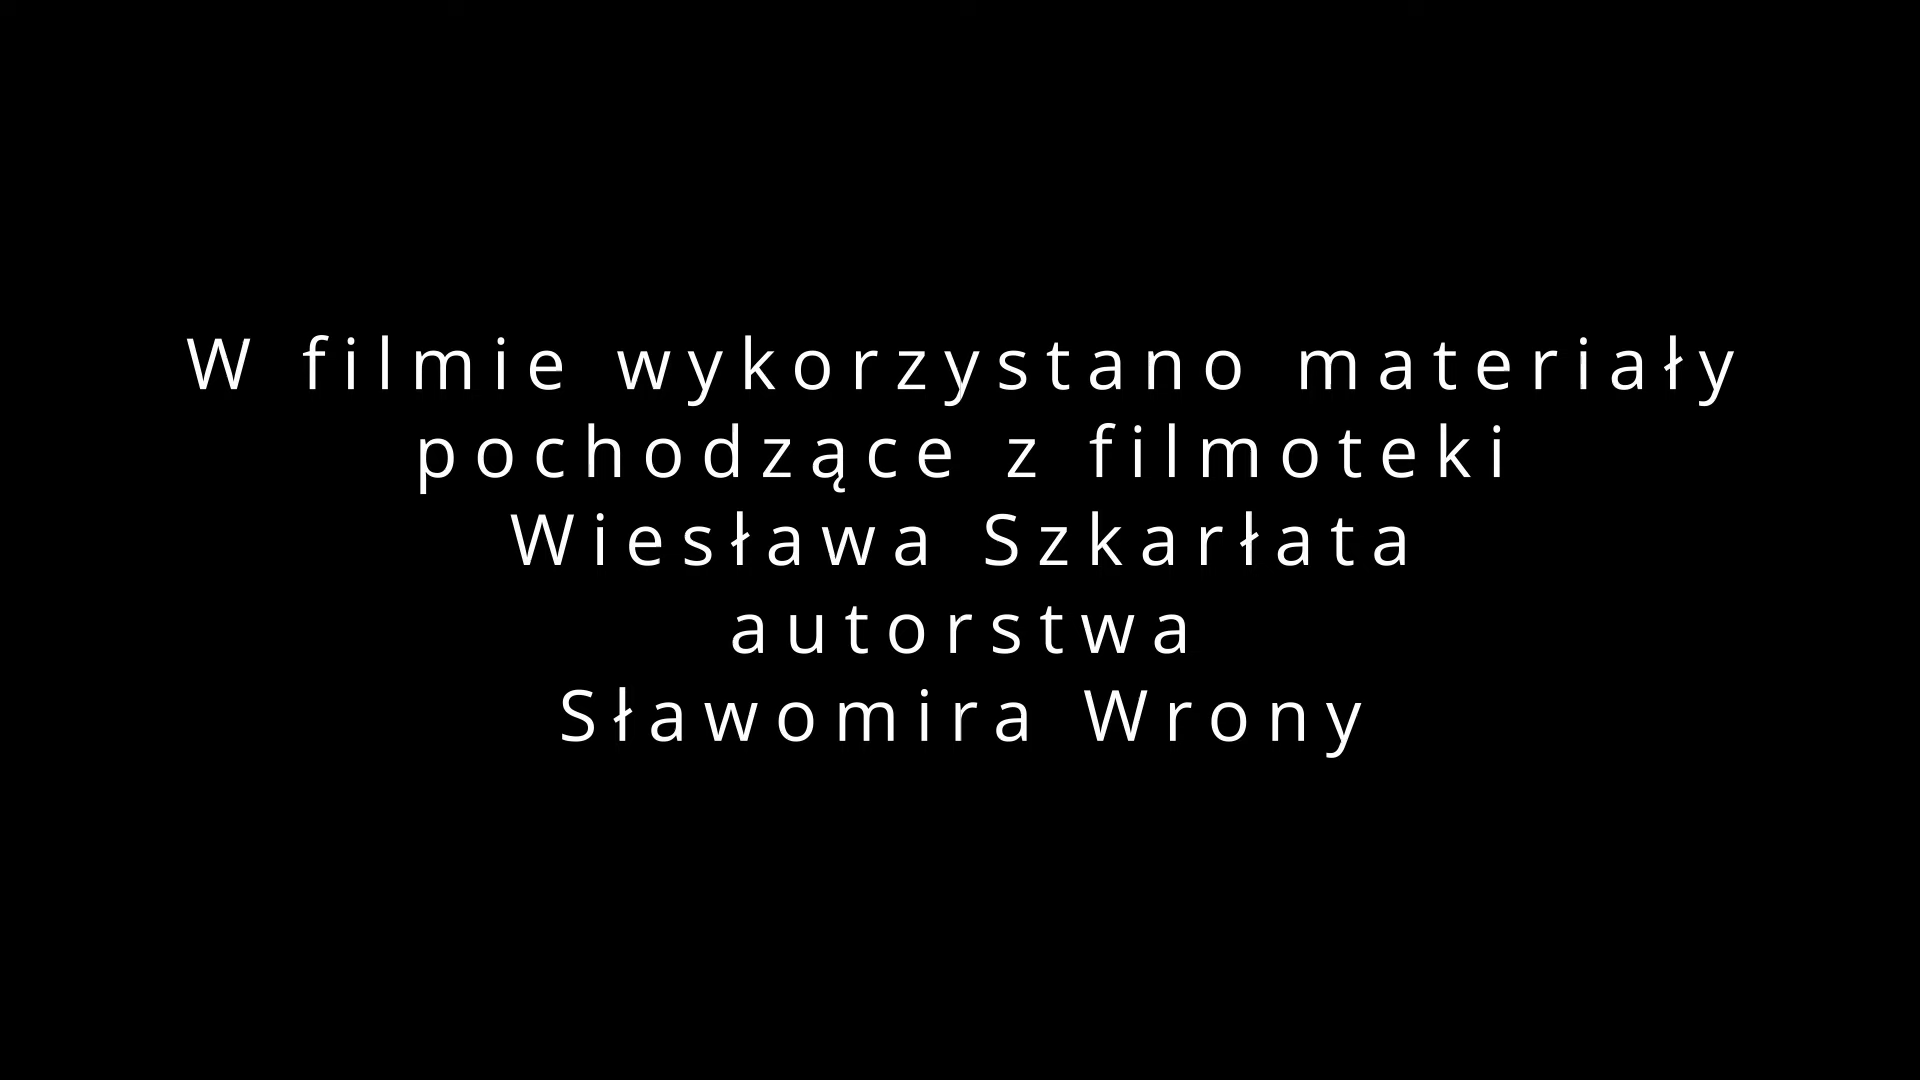 W filmie wykorzystano materiały
pochodzące z filmoteki
Wiesława Szkarłata
autorstwa
Sławomira Wrony